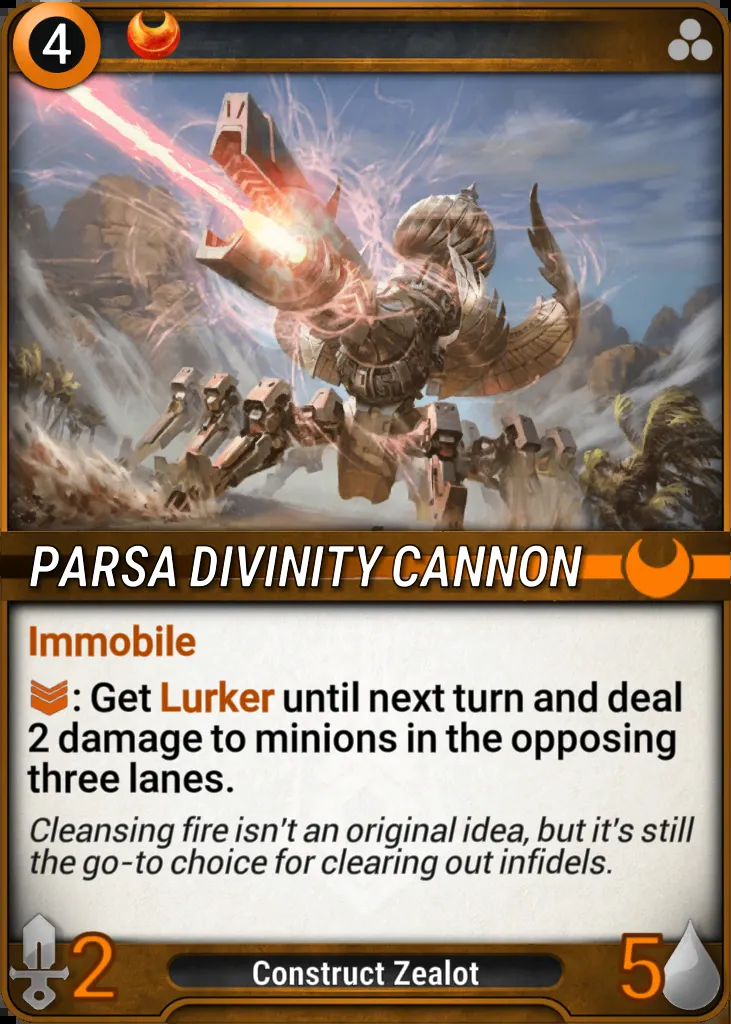 4
PARSA DIVINITY CANNON
Immobile
: Get Lurker until next turn and deal
2 damage to minions in the opposing
three lanes.
Cleansing fire isn't an original idea, but it's still
the go-to choice for clearing out infidels.
2 Construct Zealot 5